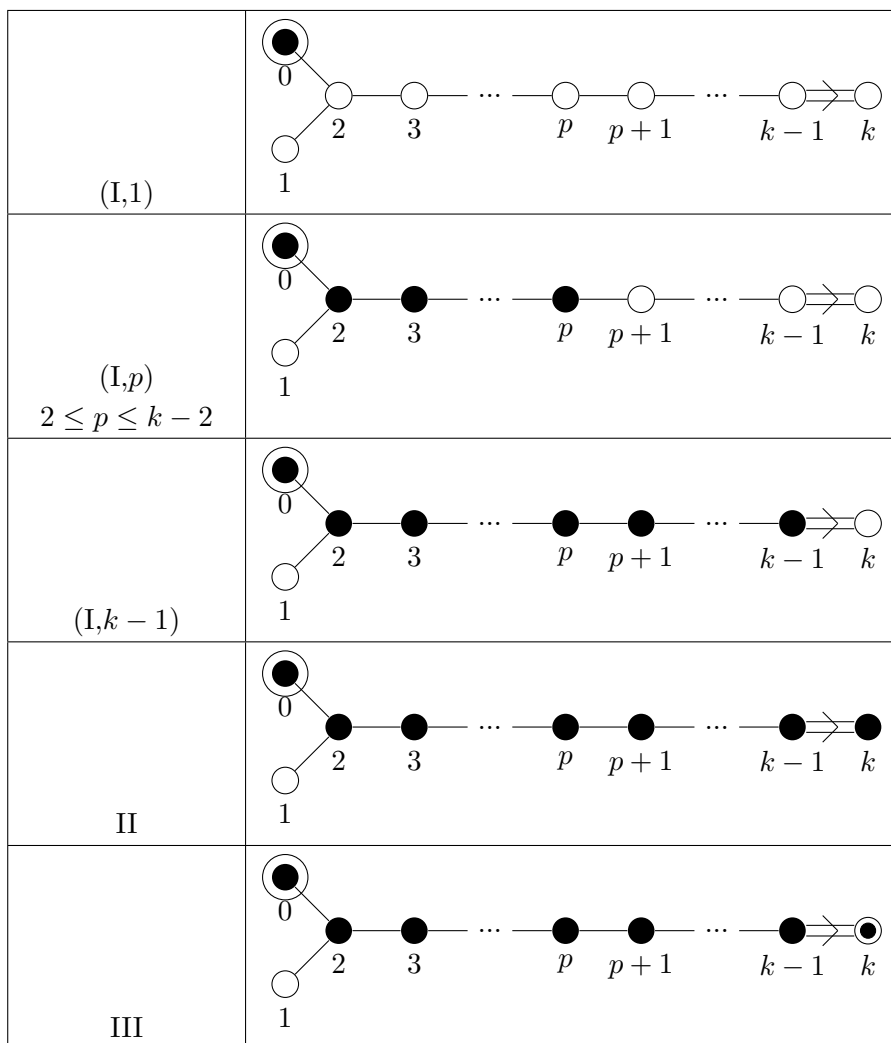 0
2 3 ... p p + 1 ... k − 1 k
1
(I,1)
0
2 3 ... p p + 1 ... k − 1 k
1
(I,p)
2 ≤ p ≤ k − 2
0
2 3 ... p p + 1 ... k − 1 k
1
(I,k − 1)
0
2 3 ... p p + 1 ... k − 1 k
1
II
0
2 3 ... p p + 1 ... k − 1 k
1
III